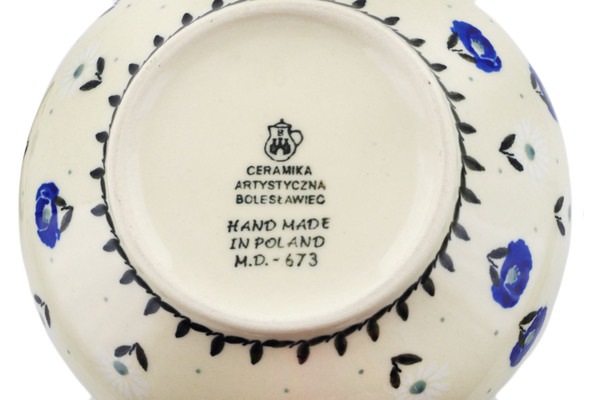 B
CERAMIKA
ARTYSTYCZNA
BOLESŁAWIEC
HAND MADE
IN POLAND
M.D. - 673